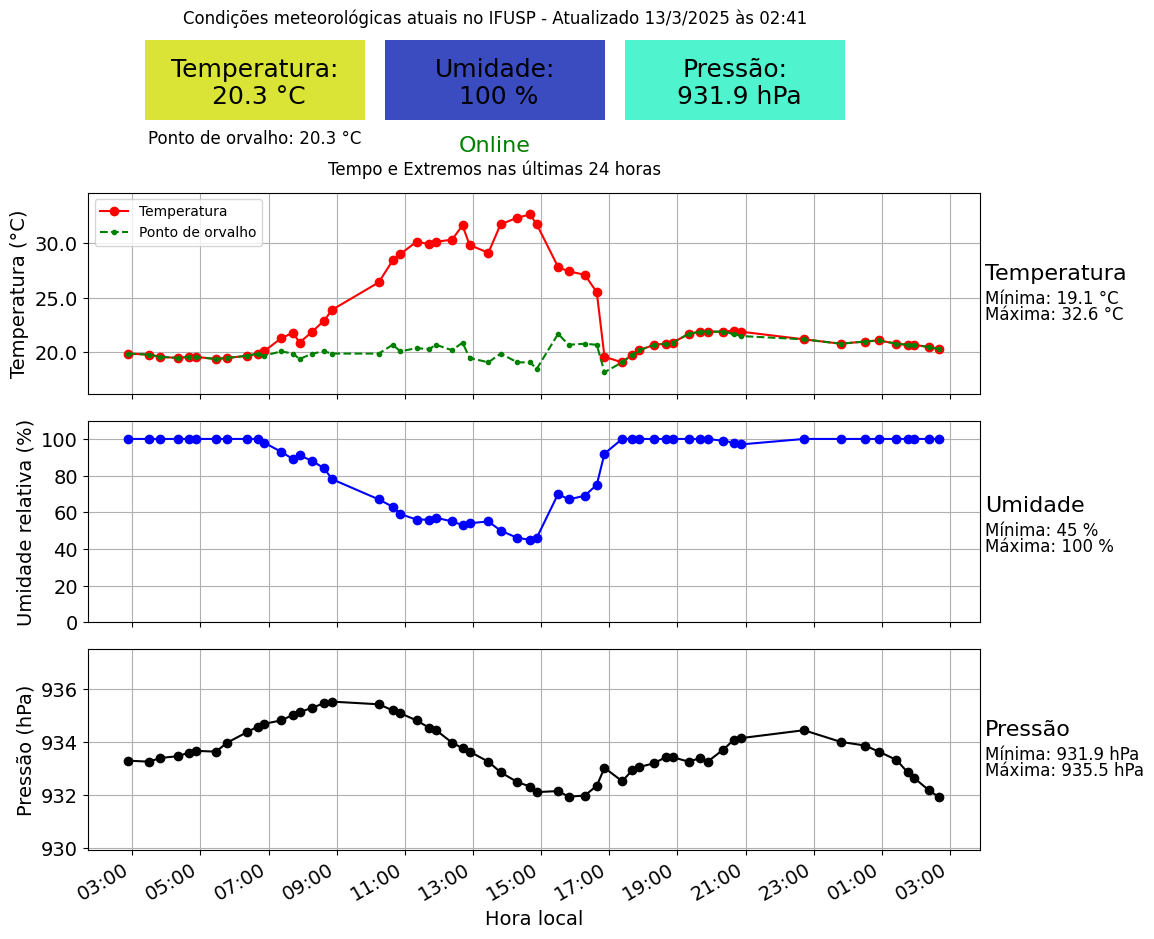 Condições meteorológicas atuais no IFUSP - Atualizado 13/3/2025 às 02:41
Temperatura:
20.3 °C
Umidade:
100 %
Pressão:
931.9 hPa
Ponto de orvalho: 20.3 °C
Online
Tempo e Extremos nas últimas 24 horas
Temperatura (°C)
30.0
25.0
20.0
Temperatura
Ponto de orvalho
Temperatura
Mínima: 19.1 °C
Máxima: 32.6 °C
Umidade relativa (%)
100
80
60
40
20
0
Umidade
Mínima: 45 %
Máxima: 100 %
Pressão (hPa)
936
934
932
930
Pressão
Mínima: 931.9 hPa
Máxima: 935.5 hPa
03:00 05:00 07:00 09:00 11:00 13:00 15:00 17:00 19:00 21:00 23:00 01:00 03:00
Hora local